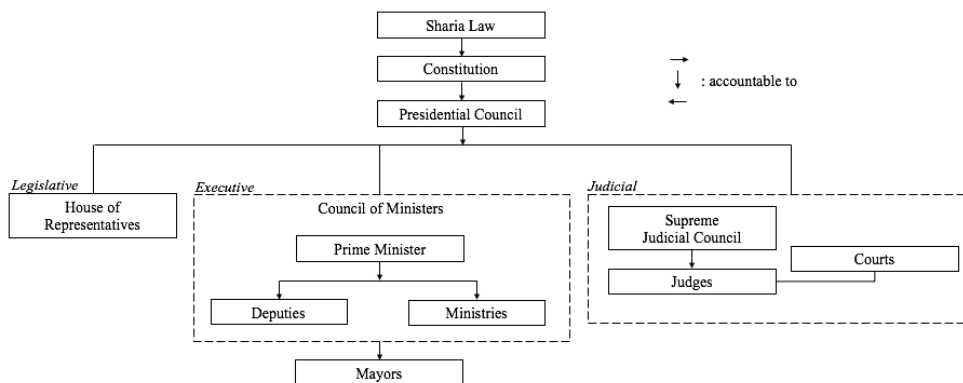 Sharia Law
Constitution
: accountable to
Presidential Council
Legislative
House of
Representatives
Executive
Council of Ministers
Prime Minister
Deputies
Ministries
Mayors
Judicial
Supreme
Judicial Council
Courts
Judges